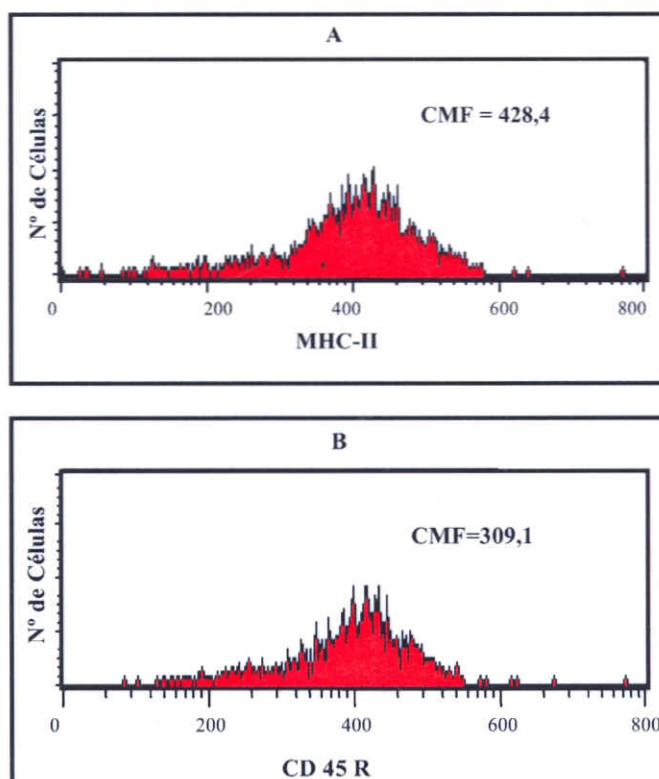 A
Nº de Células
CMF = 428,4
0 200 400 600 800
MHC-II
B
Nº de Células
CMF=309,1
0 200 400 600 800
CD 45 R